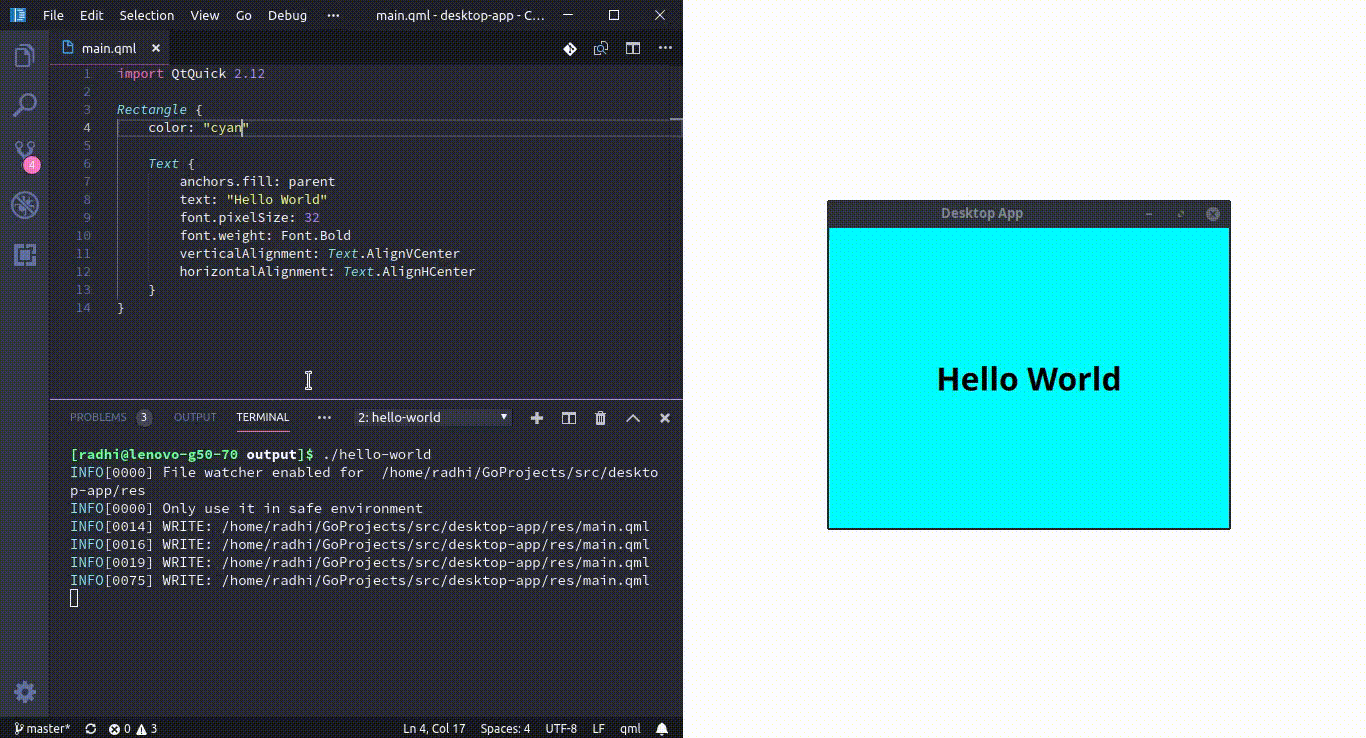 File Edit Selection View Go Debug ··· main.qml - desktop-app - C...
main.qml
1 import QtQuick 2.12
2
3 Rectangle {
4 color: "cyan"
5
6 Text {
7 anchors.fill: parent
8 text: "Hello World"
9 font.pixelSize: 32
10 font.weight: Font.Bold
11 verticalAlignment: Text.AlignVCenter
12 horizontalAlignment: Text.AlignHCenter
13 }
14 }
4
PROBLEMS 3 OUTPUT TERMINAL ··· 2: hello-world
[radhi@lenovo-g50-70 output]$ ./hello-world
INFO[0000] File watcher enabled for  /home/radhi/GoProjects/src/deskto
p-app/res
INFO[0000] Only use it in safe environment
INFO[0014] WRITE: /home/radhi/GoProjects/src/desktop-app/res/main.qml
INFO[0016] WRITE: /home/radhi/GoProjects/src/desktop-app/res/main.qml
INFO[0019] WRITE: /home/radhi/GoProjects/src/desktop-app/res/main.qml
INFO[0075] WRITE: /home/radhi/GoProjects/src/desktop-app/res/main.qml
master* 0 3 Ln 4, Col 17 Spaces: 4 UTF-8 LF qml
Desktop App
Hello World